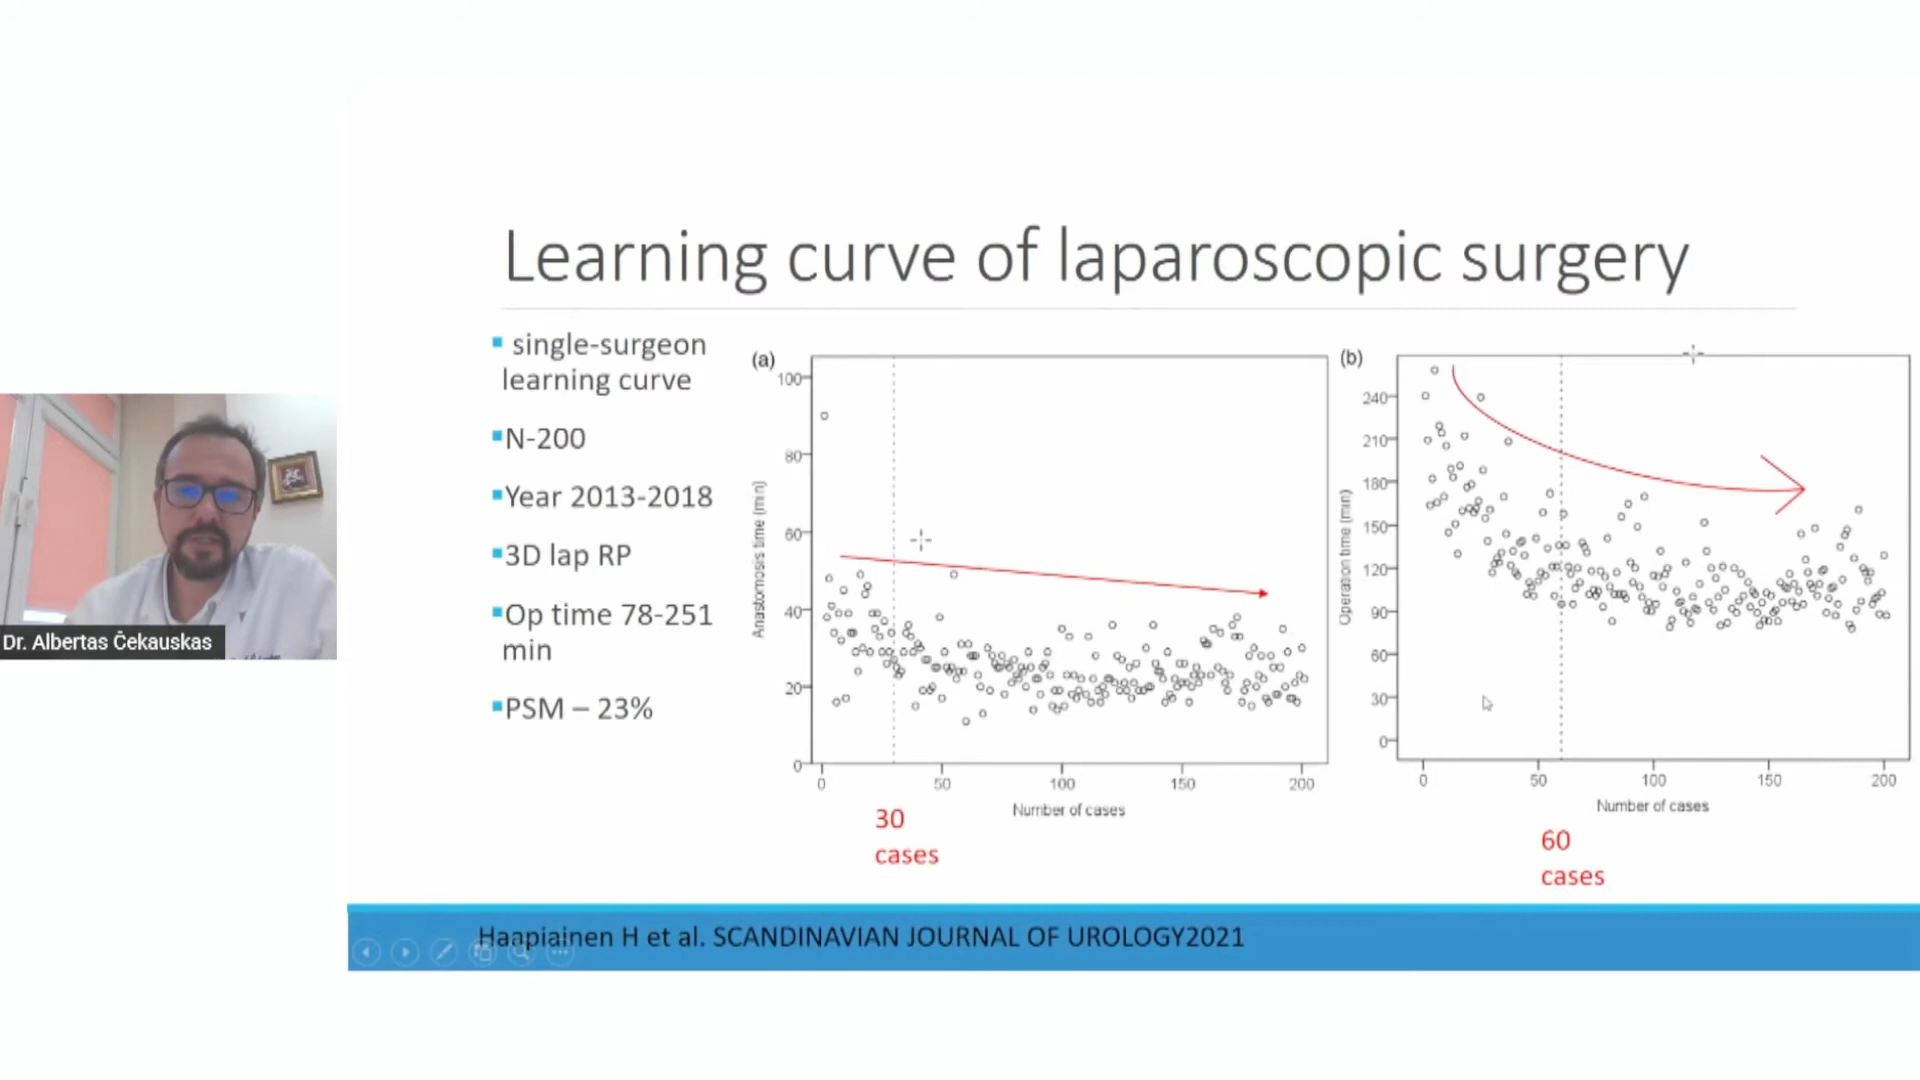 Learning curve of laparoscopic surgery
single-surgeon
learning curve
N-200
Year 2013-2018
3D lap RP
Op time 78-251
min
PSM – 23%
(a)
100
80
60
40
20
0
Anastomosis time (min)
0 50 100 150 200
Number of cases
30
cases
(b)
240
210
180
150
120
90
60
30
0
Operation time (min)
0 50 100 150 200
Number of cases
60
cases
Dr. Albertas Čekauskas
Haapiainen H et al. SCANDINAVIAN JOURNAL OF UROLOGY2021